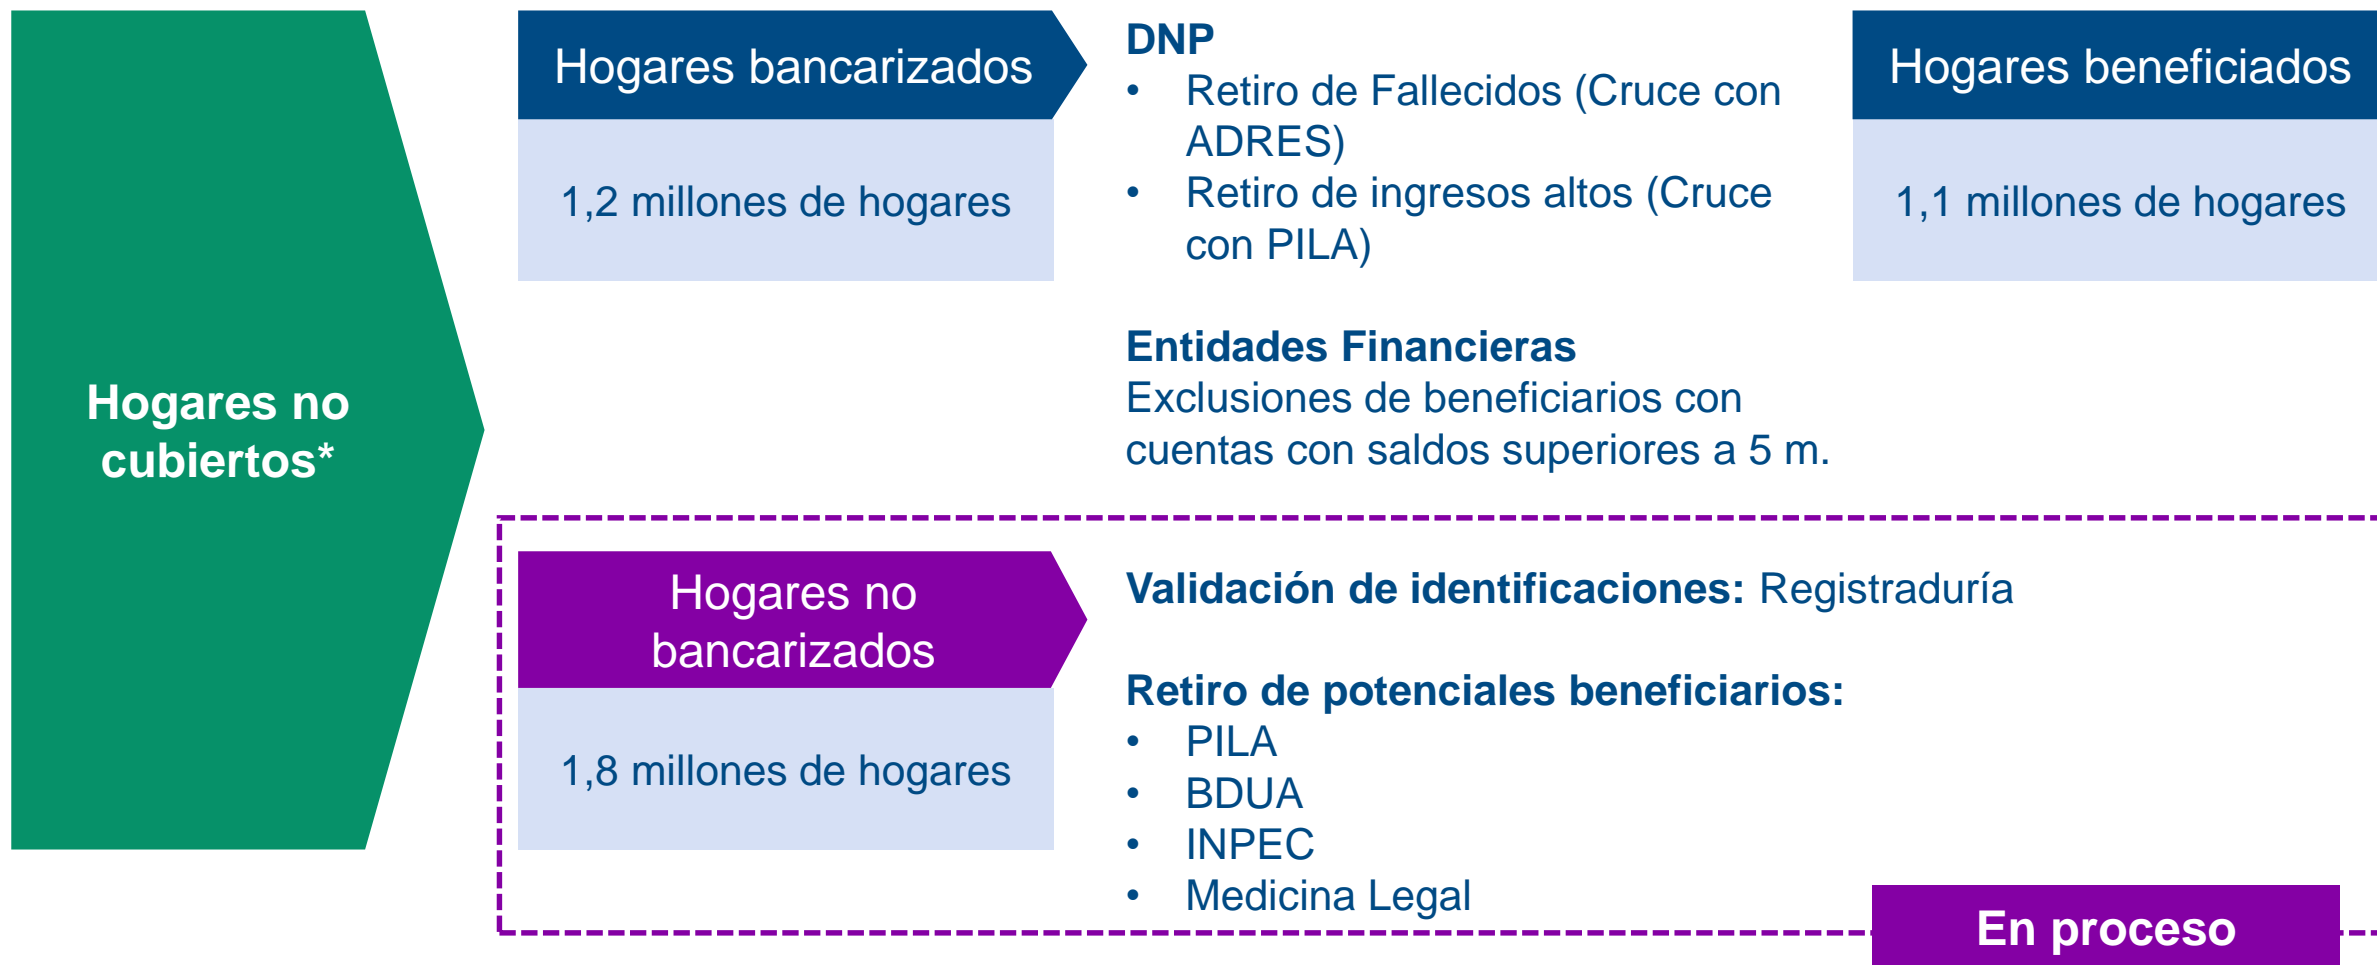 Hogares no
cubiertos*
Hogares bancarizados
1,2 millones de hogares
DNP
• Retiro de Fallecidos (Cruce con
ADRES)
• Retiro de ingresos altos (Cruce
con PILA)
Entidades Financieras
Exclusiones de beneficiarios con
cuentas con saldos superiores a 5 m.
Hogares beneficiados
1,1 millones de hogares
Hogares no
bancarizados
1,8 millones de hogares
Validación de identificaciones: Registraduría
Retiro de potenciales beneficiarios:
• PILA
• BDUA
• INPEC
• Medicina Legal
En proceso